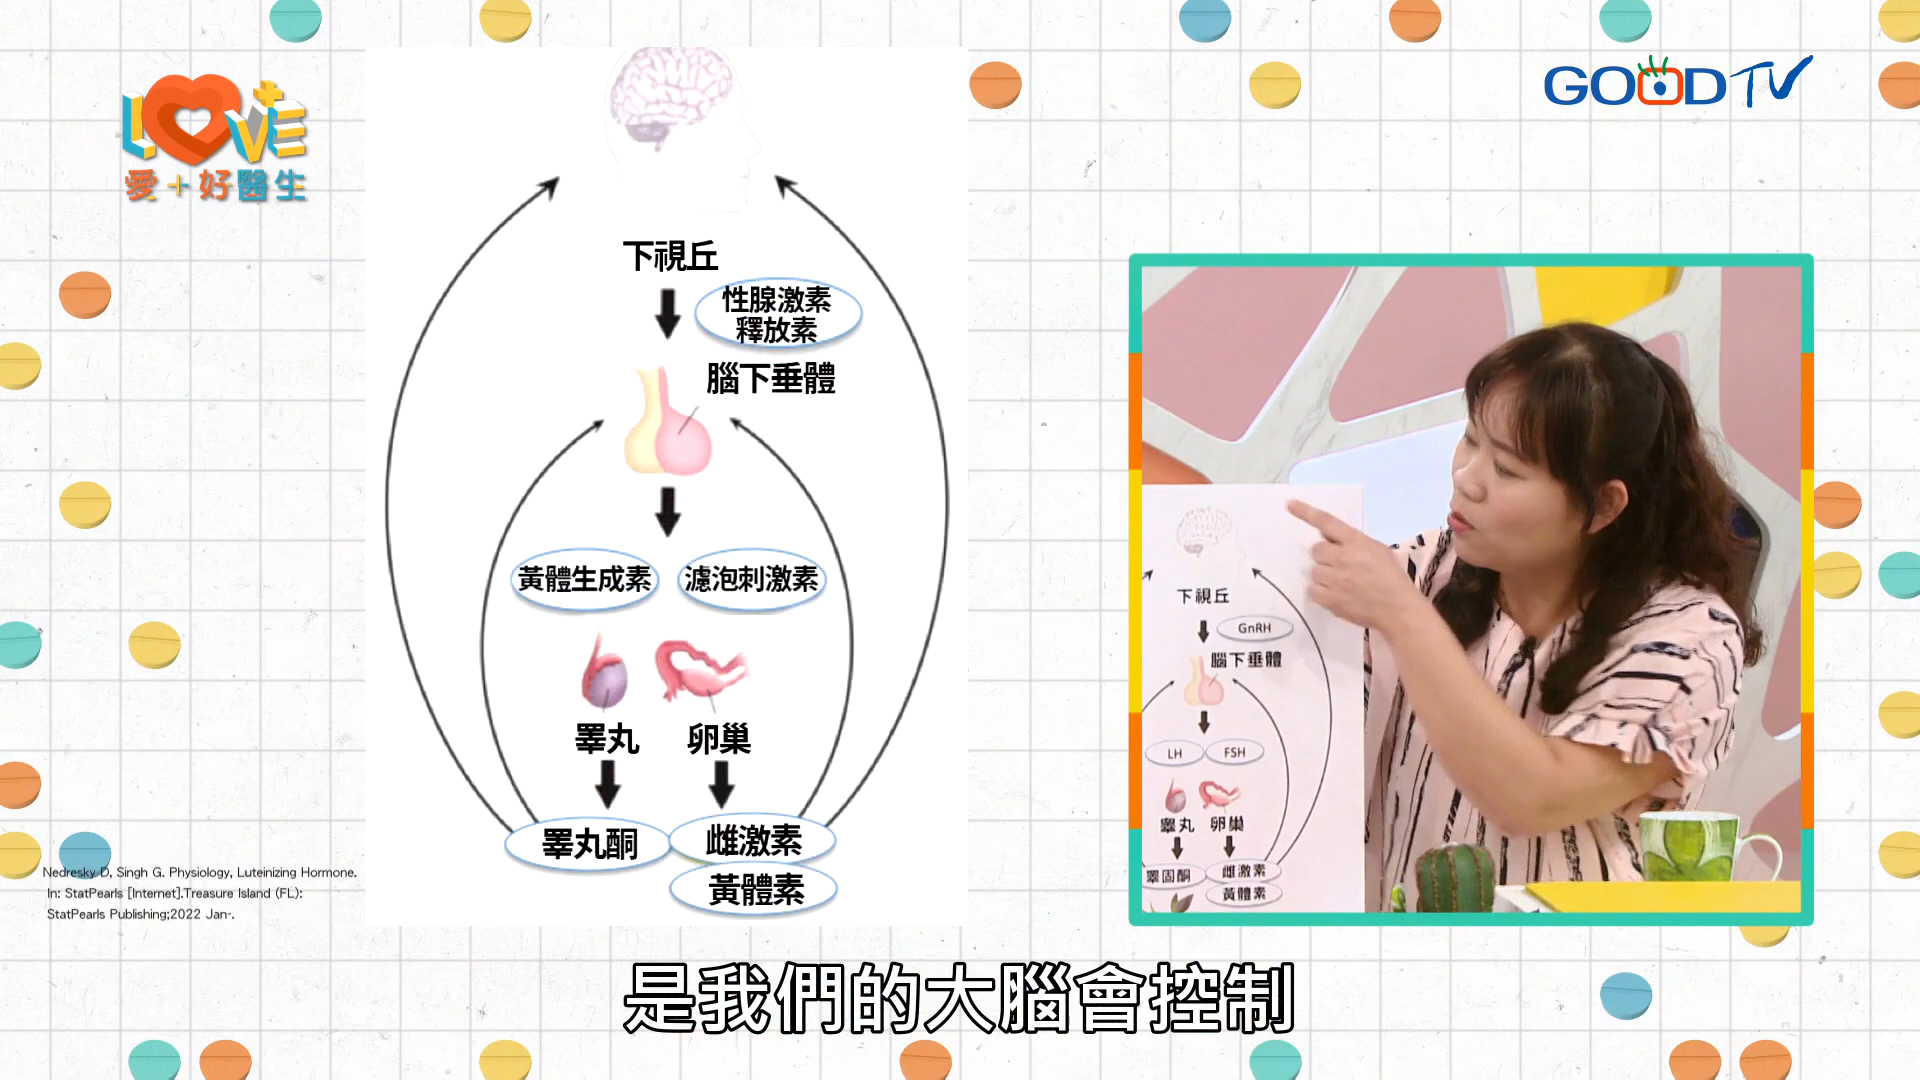 LOVE
愛+好醫生
GOOD TV
下視丘
性腺激素
釋放素
腦下垂體
黃體生成素
濾泡刺激素
睪丸
卵巢
睪丸酮
雌激素
黃體素
Nedresky D, Singh G. Physiology, Luteinizing Hormone.
In: StatPearls [Internet].Treasure Island (FL):
StatPearls Publishing;2022 Jan-.
下視丘
GnRH
腦下垂體
LH
FSH
睪丸
卵巢
睪固酮
雌激素
黃體素
是我們的大腦會控制